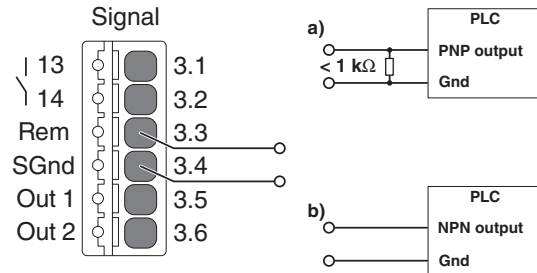 Signal
13
14
Rem
SGnd
Out 1
Out 2
3.1
3.2
3.3
3.4
3.5
3.6
a)
PLC
PNP output
< 1 kΩ
Gnd
b)
PLC
NPN output
Gnd